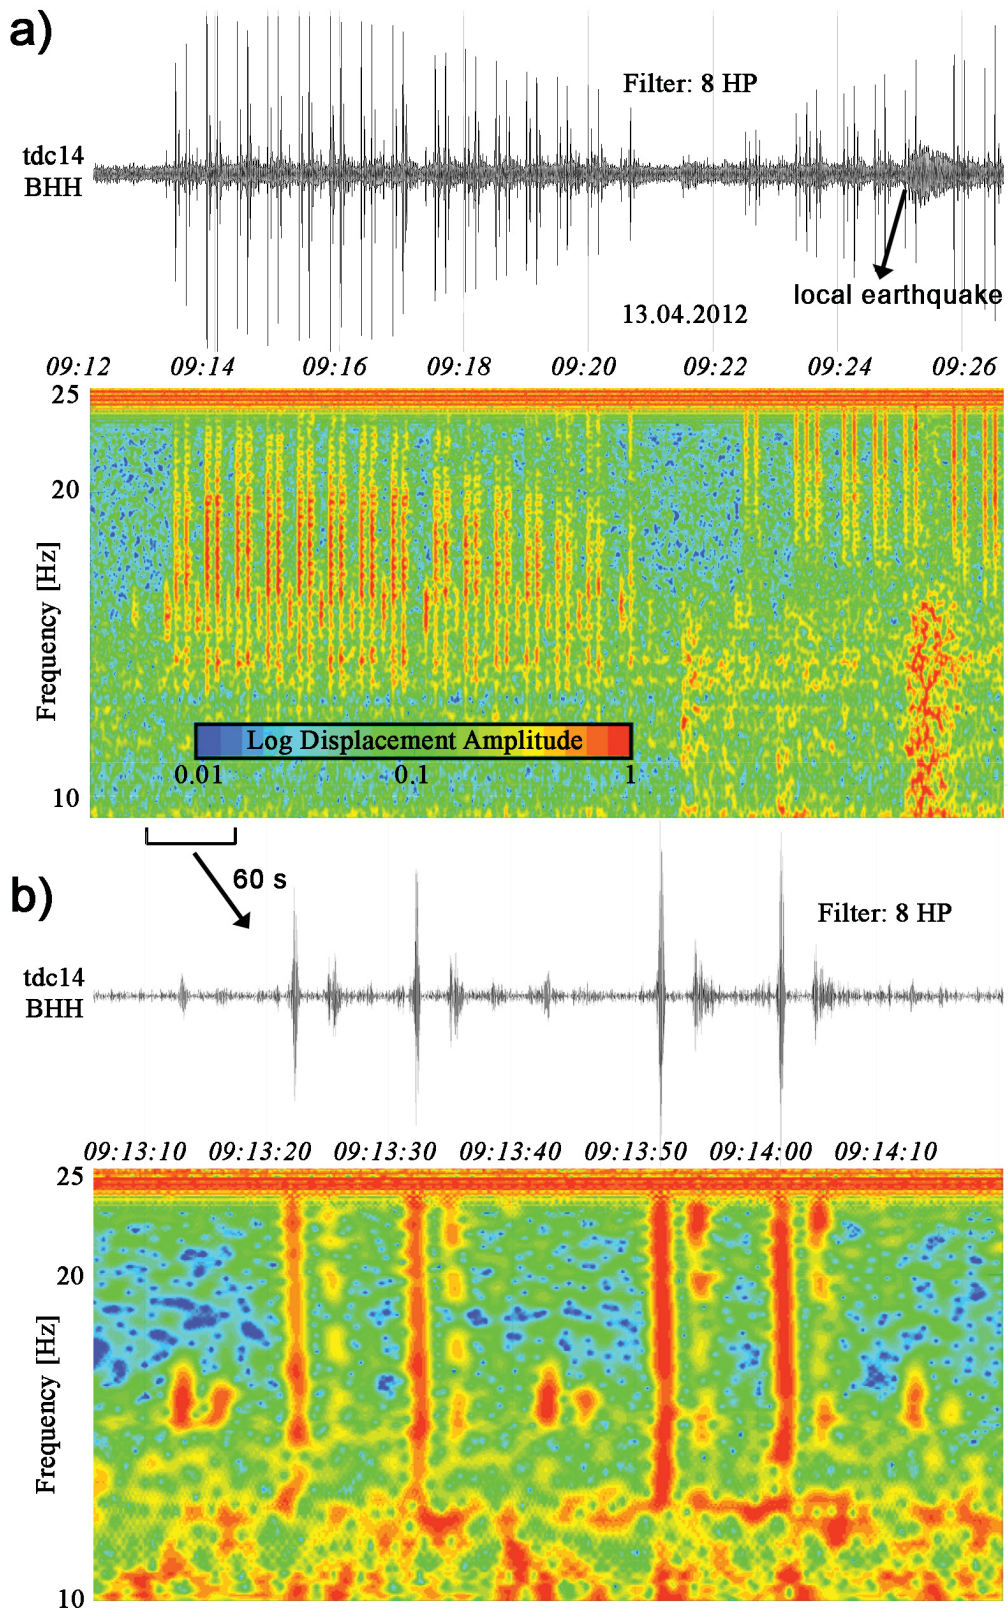 a)
Filter: 8 HP
tdc14
BHH
local earthquake
13.04.2012
09:12 09:14 09:16 09:18 09:20 09:22 09:24 09:26
25
20
Frequency [Hz]
Log Displacement Amplitude
0.01 0.1 1
10
60 s
b)
Filter: 8 HP
tdc14
BHH
09:13:10 09:13:20 09:13:30 09:13:40 09:13:50 09:14:00 09:14:10
25
20
Frequency [Hz]
10